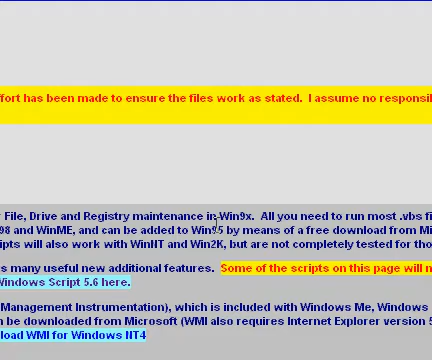 fort has been made to ensure the files work as stated. I assume no responsi
File, Drive and Registry maintenance in Win9x. All you need to run most .vbs fi
98 and WinME, and can be added to Win95 by means of a free download from Mi
ipts will also work with WinNT and Win2K, but are not completely tested for tho
s many useful new additional features. Some of the scripts on this page will n
Windows Script 5.6 here.
Management Instrumentation), which is included with Windows Me, Windows
n be downloaded from Microsoft (WMI also requires Internet Explorer version 5
load WMI for Windows NT4